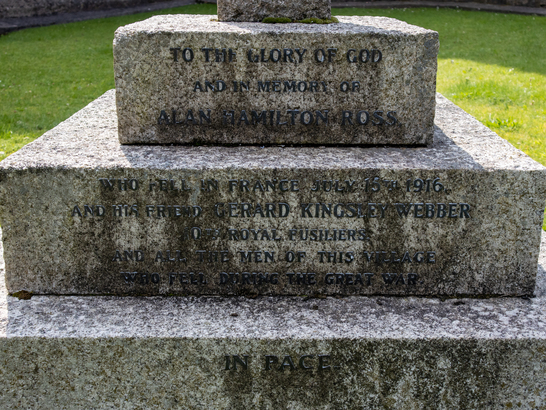 TO THE GLORY OF GOD
AND IN MEMORY OF
ALAN HAMILTON ROSS
WHO FELL IN FRANCE JULY 15TH 1916.
AND HIS FRIEND GERARD KINGSLEY WEBBER
ROYAL FUSILIERS
AND ALL THE MEN OF THIS VILLAGE
WHO FELL DURING THE GREAT WAR
IN PACE